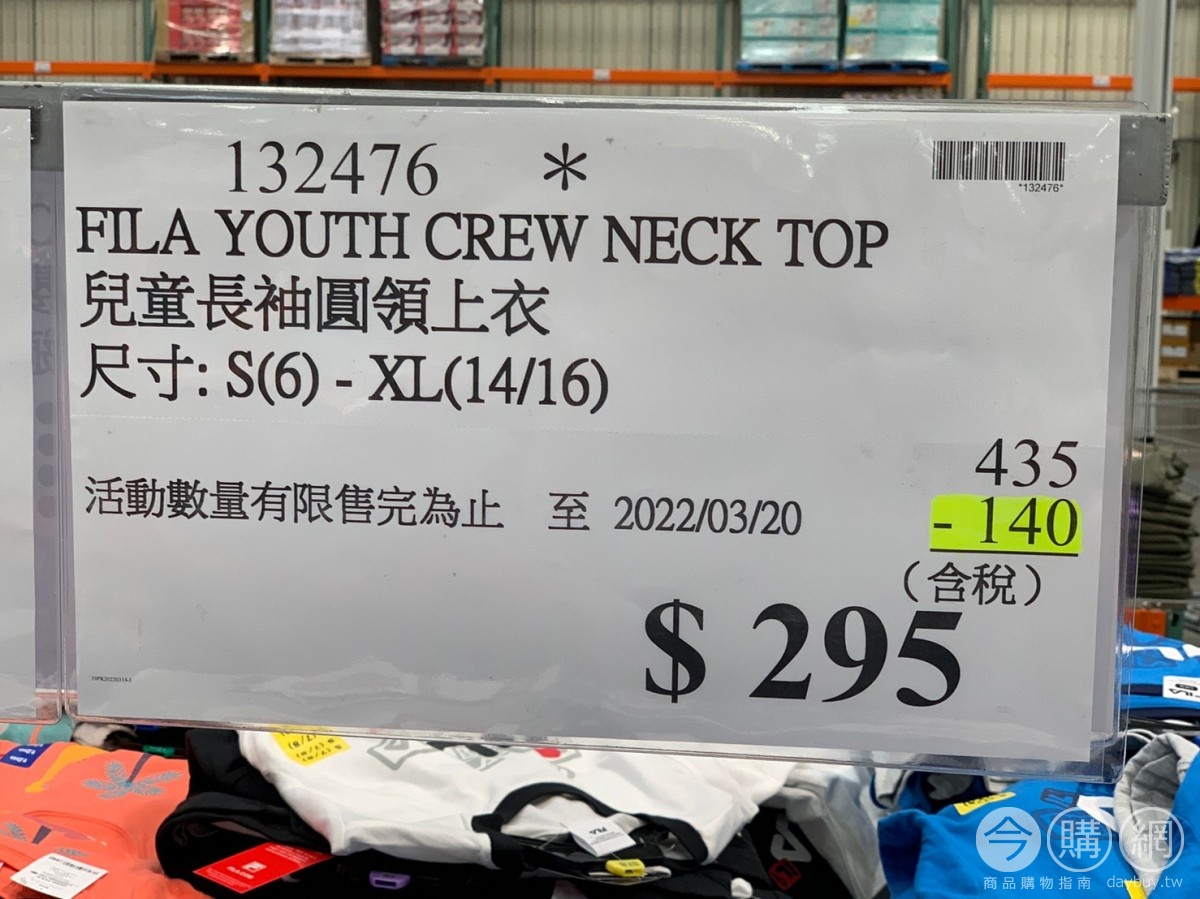 132476 *
*132476*
FILA YOUTH CREW NECK TOP
兒童長袖圓領上衣
尺寸: S(6) - XL(14/16)
435
活動數量有限售完為止 至 2022/03/20
- 140
(含稅)
$ 295
FILA
今購網
商品購物指南 daybuy.tw